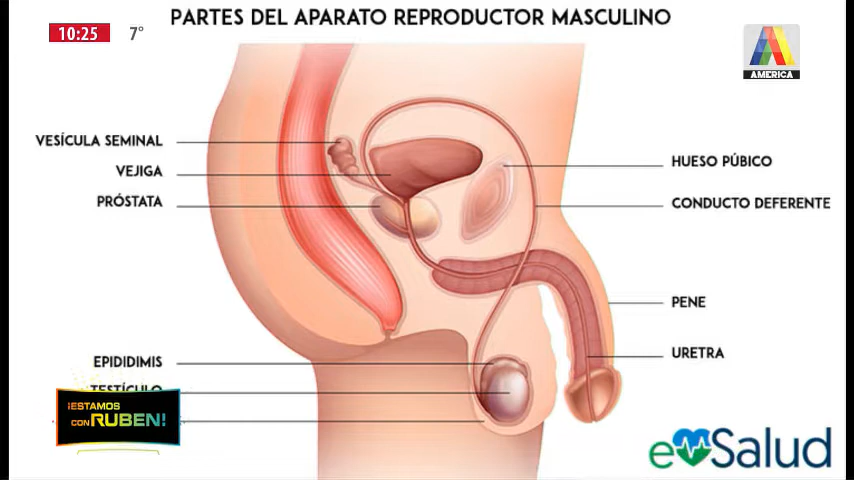 PARTES DEL APARATO REPRODUCTOR MASCULINO
10:25
7°
AMERICA
VESÍCULA SEMINAL
VEJIGA
PRÓSTATA
HUESO PÚBICO
CONDUCTO DEFERENTE
PENE
URETRA
EPIDIDIMIS
TESTÍCULO
¡ESTAMOS
CON RUBEN!
eSalud